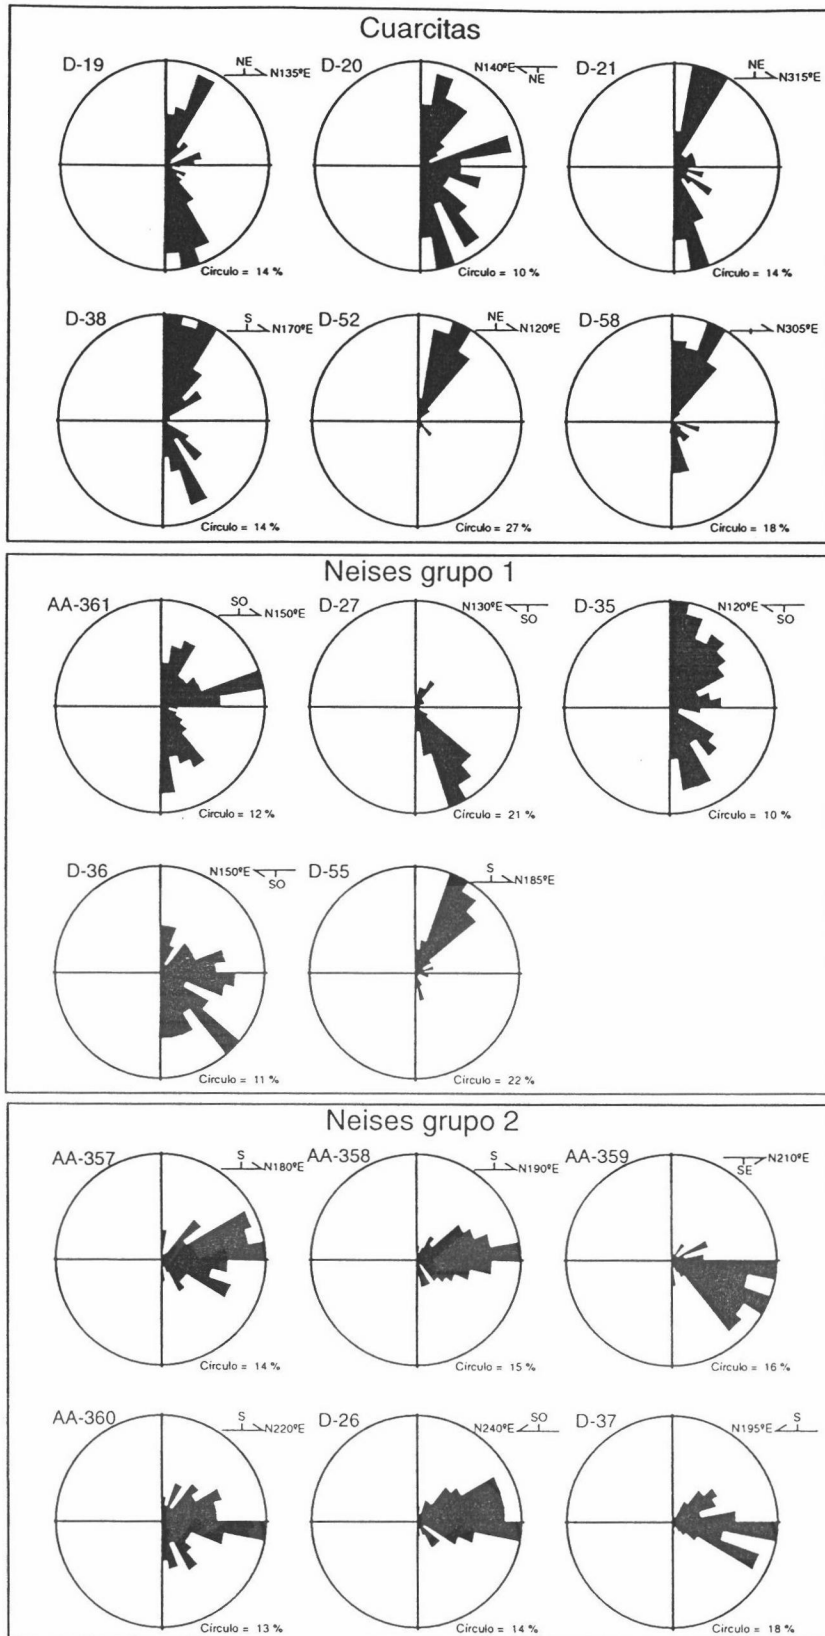 Cuarcitas
D-19 NE N135ºE D-20 N140ºE NE D-21 NE N315ºE
Círculo = 14 % Círculo = 10 % Círculo = 14 %
D-38 S N170ºE D-52 NE N120ºE D-58 N305ºE
Círculo = 14 % Círculo = 27 % Círculo = 18 %
Neises grupo 1
AA-361 SO N150ºE D-27 N130ºE SO D-35 N120ºE SO
Círculo = 12 % Círculo = 21 % Círculo = 10 %
D-36 N150ºE SO D-55 S N185ºE
Círculo = 11 % Círculo = 22 %
Neises grupo 2
AA-357 S N180ºE AA-358 S N190ºE AA-359 SE N210ºE
Círculo = 14 % Círculo = 15 % Círculo = 16 %
AA-360 S N220ºE D-26 N240ºE SO D-37 N195ºE S
Círculo = 13 % Círculo = 14 % Círculo = 18 %